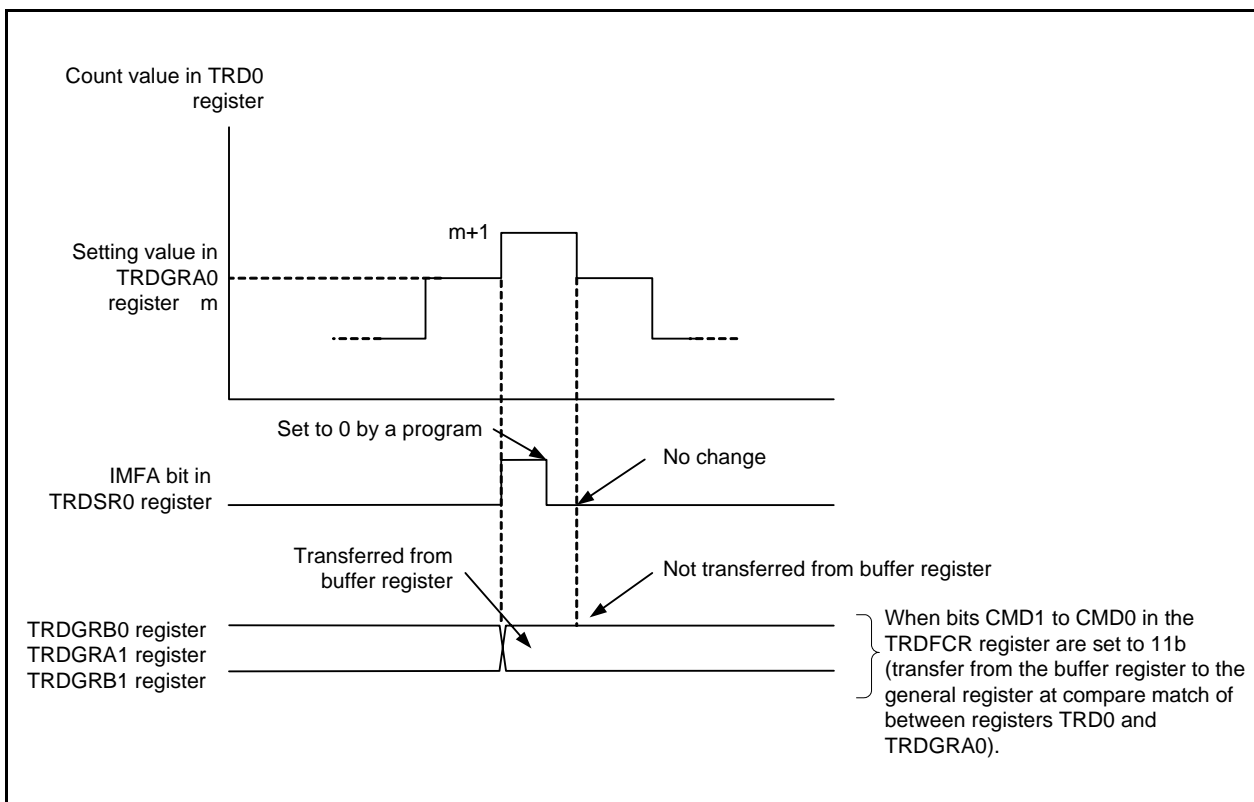 Count value in TRD0
register
m+1
Setting value in
TRDGRA0
register m
Set to 0 by a program
No change
IMFA bit in
TRDSR0 register
Transferred from
buffer register
Not transferred from buffer register
TRDGRB0 register
TRDGRA1 register
TRDGRB1 register
When bits CMD1 to CMD0 in the
TRDFCR register are set to 11b
(transfer from the buffer register to the
general register at compare match of
between registers TRD0 and
TRDGRA0).